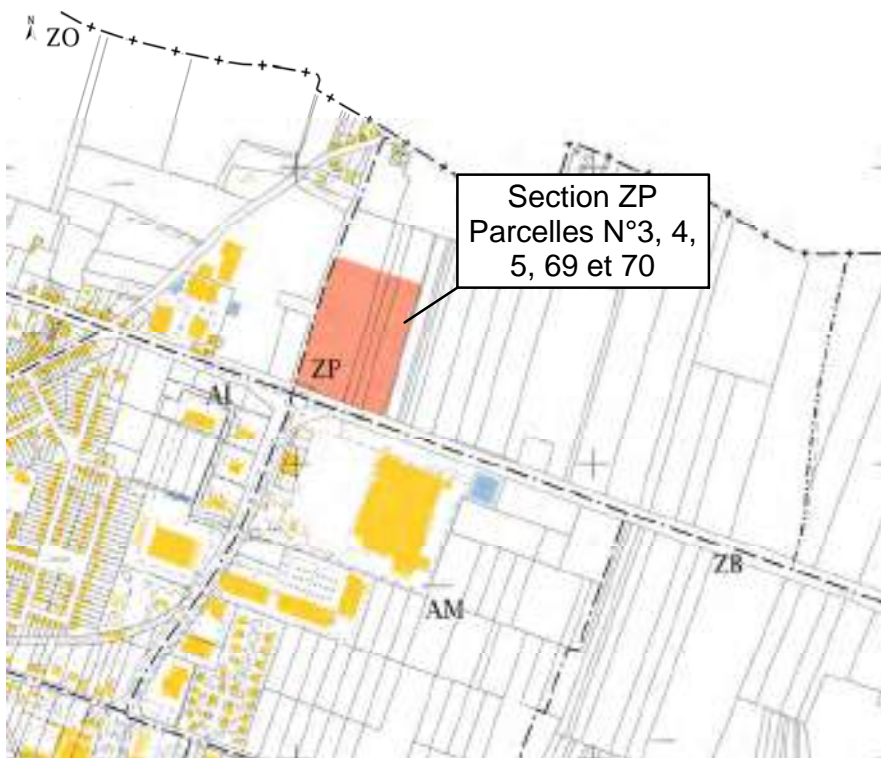 N
ZO
Section ZP
Parcelles N°3, 4,
5, 69 et 70
ZP
AI
ZB
AM